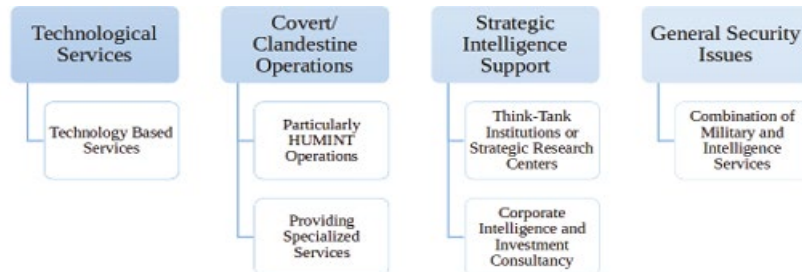 Technological
Services
Technology Based
Services
Covert/
Clandestine
Operations
Particularly
HUMINT
Operations
Providing
Specialized
Services
Strategic
Intelligence
Support
Think-Tank
Institutions or
Strategic Research
Centers
Corporate
Intelligence and
Investment
Consultancy
General Security
Issues
Combination of
Military and
Intelligence
Services